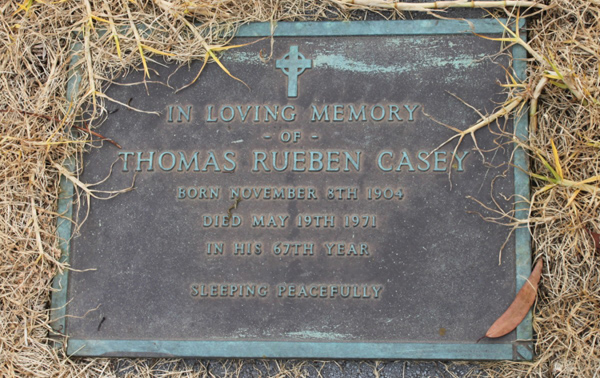 IN LOVING MEMORY
- OF -
THOMAS RUEBEN CASEY
BORN NOVEMBER 8TH 1904
DIED MAY 19TH 1971
IN HIS 67TH YEAR
SLEEPING PEACEFULLY